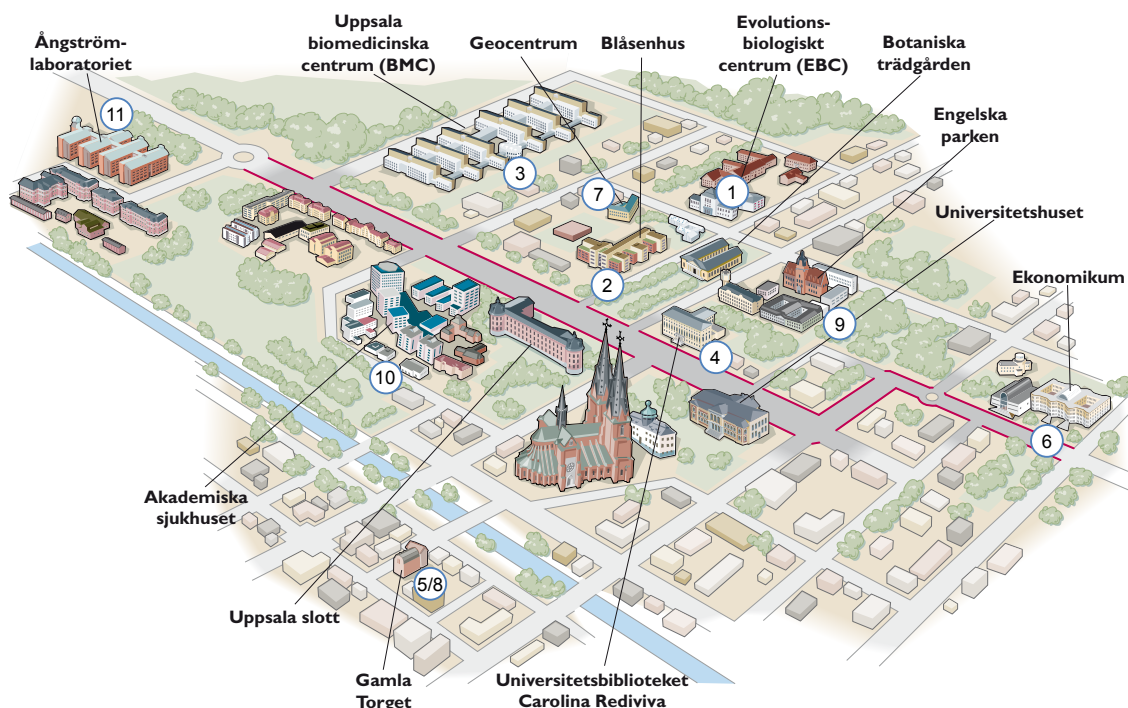 Ångström-
laboratoriet
Uppsala
biomedicinska
centrum (BMC)
Geocentrum
Blåsenhus
Evolutions-
biologiskt
centrum (EBC)
Botaniska
trädgården
Engelska
parken
Universitetshuset
Ekonomikum
11
3
7
1
2
9
4
10
6
5/8
Akademiska
sjukhuset
Uppsala slott
Gamla
Torget
Universitetsbiblioteket
Carolina Rediviva